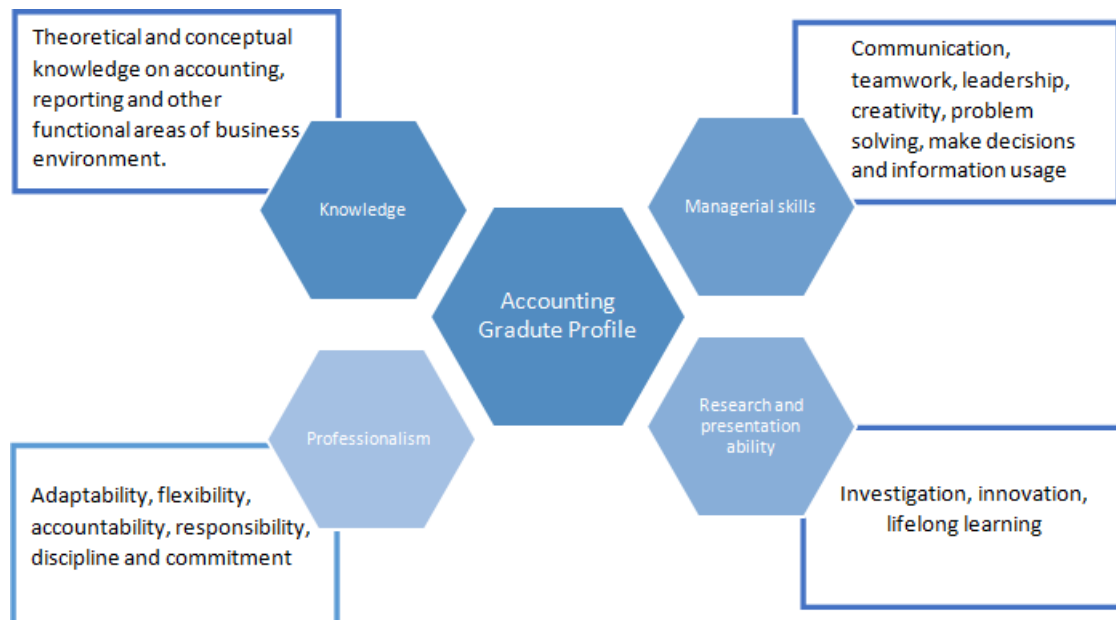 Theoretical and conceptual
knowledge on accounting,
reporting and other
functional areas of business
environment.
Knowledge
Communication,
teamwork, leadership,
creativity, problem
solving, make decisions
and information usage
Managerial skills
Accounting
Gradute Profile
Professionalism
Adaptability, flexibility,
accountability, responsibility,
discipline and commitment
Research and
presentation
ability
Investigation, innovation,
lifelong learning